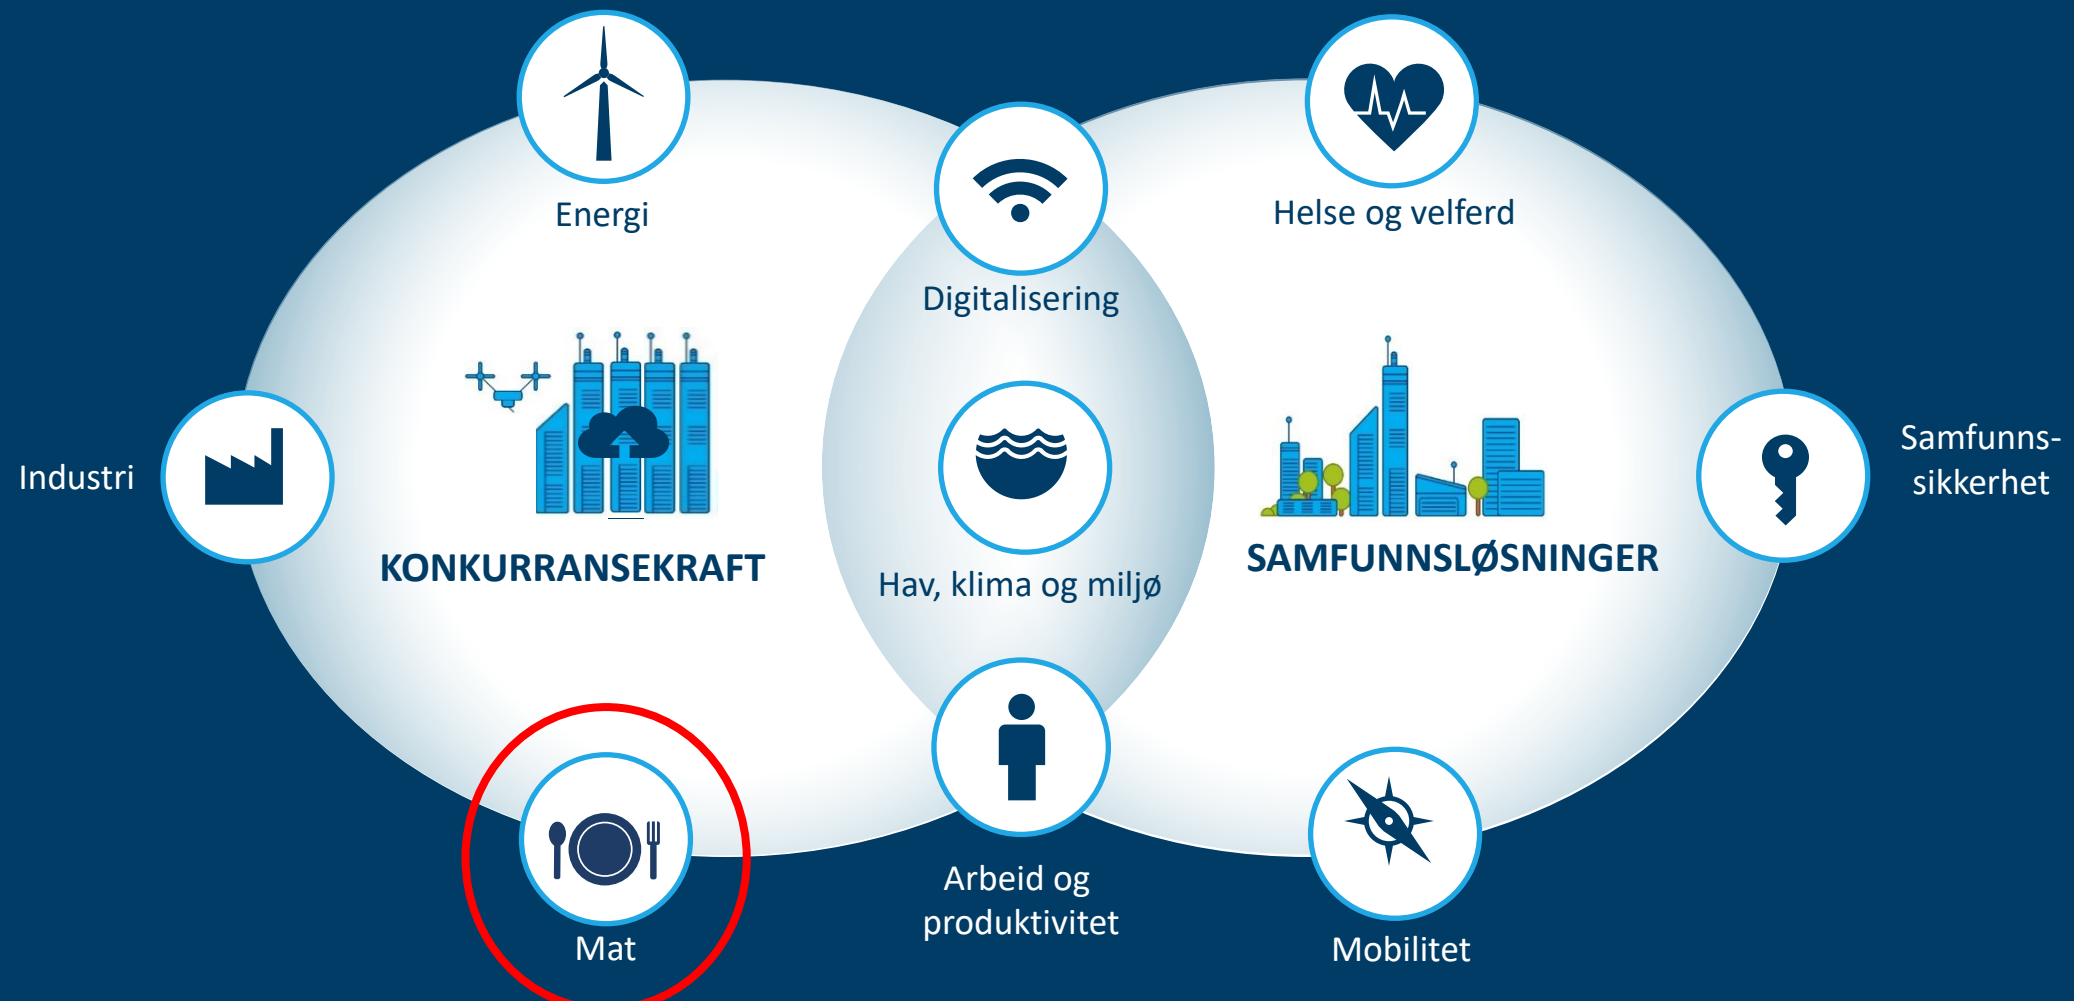 Energi
Helse og velferd
Digitalisering
Industri
Samfunns-
sikkerhet
KONKURRANSEKRAFT
Hav, klima og miljø
SAMFUNNSLØSNINGER
Mat
Arbeid og
produktivitet
Mobilitet